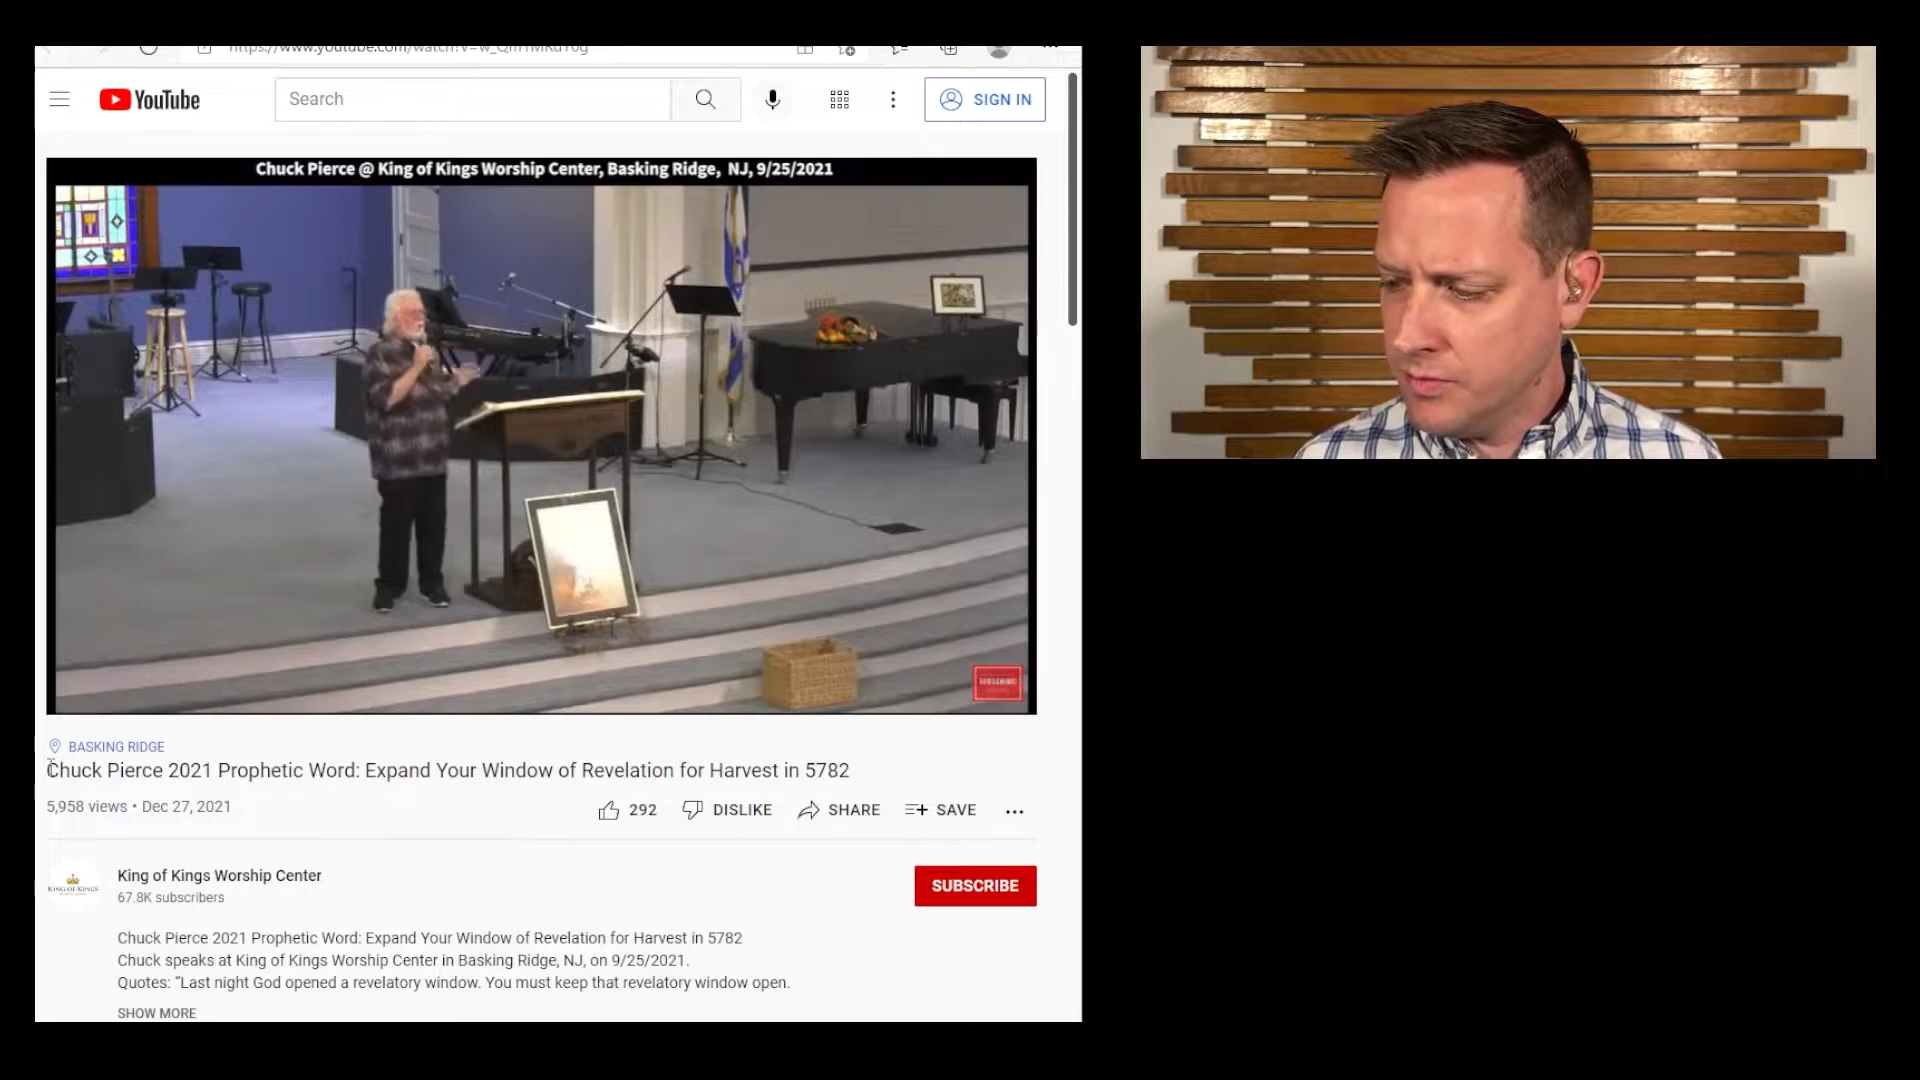 YouTube
Search
SIGN IN
Chuck Pierce @ King of Kings Worship Center, Basking Ridge, NJ, 9/25/2021
SUBSCRIBE
BASKING RIDGE
Chuck Pierce 2021 Prophetic Word: Expand Your Window of Revelation for Harvest in 5782
5,958 views • Dec 27, 2021
292 DISLIKE SHARE SAVE
King of Kings Worship Center
67.8K subscribers
SUBSCRIBE
KING OF KINGS
Chuck Pierce 2021 Prophetic Word: Expand Your Window of Revelation for Harvest in 5782
Chuck speaks at King of Kings Worship Center in Basking Ridge, NJ, on 9/25/2021.
Quotes: “Last night God opened a revelatory window. You must keep that revelatory window open.
SHOW MORE